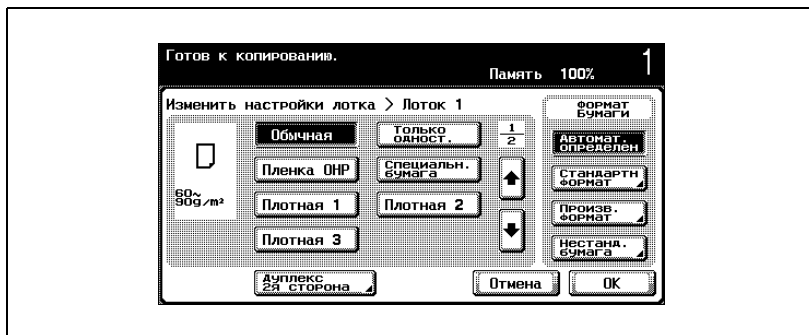 Готов к копированию.
Память 100%
1
Изменить настройки лотка > Лоток 1
60~
90g/m²
Обычная
Только
одност.
1
2
Пленка OHP
Специальн.
бумага
Плотная 1
Плотная 2
Плотная 3
Дуплекс
2я сторона
Формат
Бумаги
Автомат.
определен
Стандартн
формат
Произв.
формат
Нестанд.
бумага
Отмена
OK